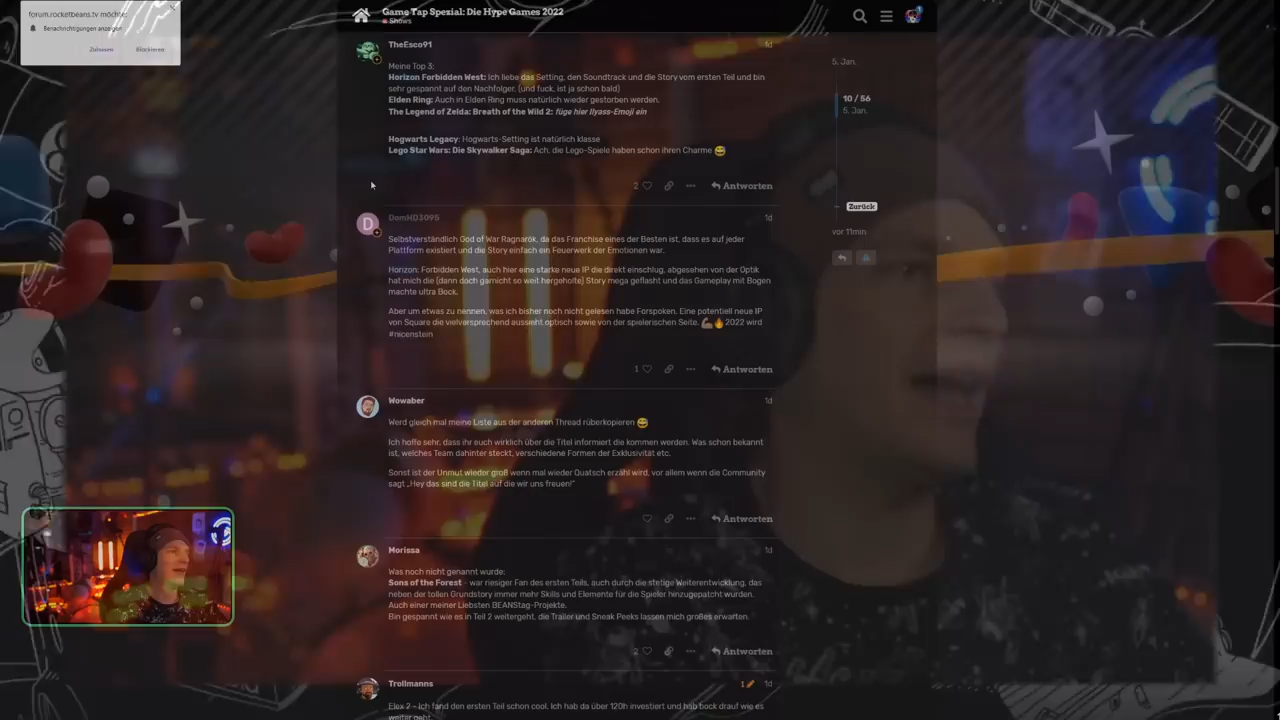 forum.rocketbeans.tv möchte:
Benachrichtigungen anzeigen
Zulassen Blockieren
Game Tap Spezial: Die Hype Games 2022
Shows
TheEsco91 1d
Meine Top 3:
Horizon Forbidden West: Ich liebe das Setting, den Soundtrack und die Story vom ersten Teil und bin
sehr gespannt auf den Nachfolger. (und fuck, ist ja schon bald)
Elden Ring: Auch in Elden Ring muss natürlich wieder gestorben werden.
The Legend of Zelda: Breath of the Wild 2: füge hier Ilyass-Emoji ein
Hogwarts Legacy: Hogwarts-Setting ist natürlich klasse
Lego Star Wars: Die Skywalker Saga: Ach, die Lego-Spiele haben schon ihren Charme
2 Antworten
5. Jan.
10 / 56
5. Jan.
Zurück
vor 11min
D
DomHD3095 1d
Selbstverständlich God of War Ragnarök, da das Franchise eines der Besten ist, dass es auf jeder
Plattform existiert und die Story einfach ein Feuerwerk der Emotionen war.
Horizon: Forbidden West, auch hier eine starke neue IP die direkt einschlug, abgesehen von der Optik
hat mich die (dann doch garnicht so weit hergeholte) Story mega geflasht und das Gameplay mit Bogen
machte ultra Bock.
Aber um etwas zu nennen, was ich bisher noch nicht gelesen habe Forspoken. Eine potentiell neue IP
von Square die vielversprechend aussieht optisch sowie von der spielerischen Seite. 2022 wird
#nicenstein
1 Antworten
Wowaber 1d
Werd gleich mal meine Liste aus der anderen Thread rüberkopieren
Ich hoffe sehr, dass ihr euch wirklich über die Titel informiert die kommen werden. Was schon bekannt
ist, welches Team dahinter steckt, verschiedene Formen der Exklusivität etc.
Sonst ist der Unmut wieder groß wenn mal wieder Quatsch erzählt wird, vor allem wenn die Community
sagt „Hey das sind die Titel auf die wir uns freuen!"
Antworten
Morissa 1d
Was noch nicht genannt wurde:
Sons of the Forest - war riesiger Fan des ersten Teils, auch durch die stetige Weiterentwicklung, das
neben der tollen Grundstory immer mehr Skills und Elemente für die Spieler hinzugepatcht wurden.
Auch einer meiner Liebsten BEANStag-Projekte.
Bin gespannt wie es in Teil 2 weitergeht, die Trailer und Sneak Peeks lassen mich großes erwarten.
2 Antworten
Trollmanns 1 1d
Elex 2 - Ich fand den ersten Teil schon cool. Ich hab da über 120h investiert und hab bock drauf wie es
weiter geht.